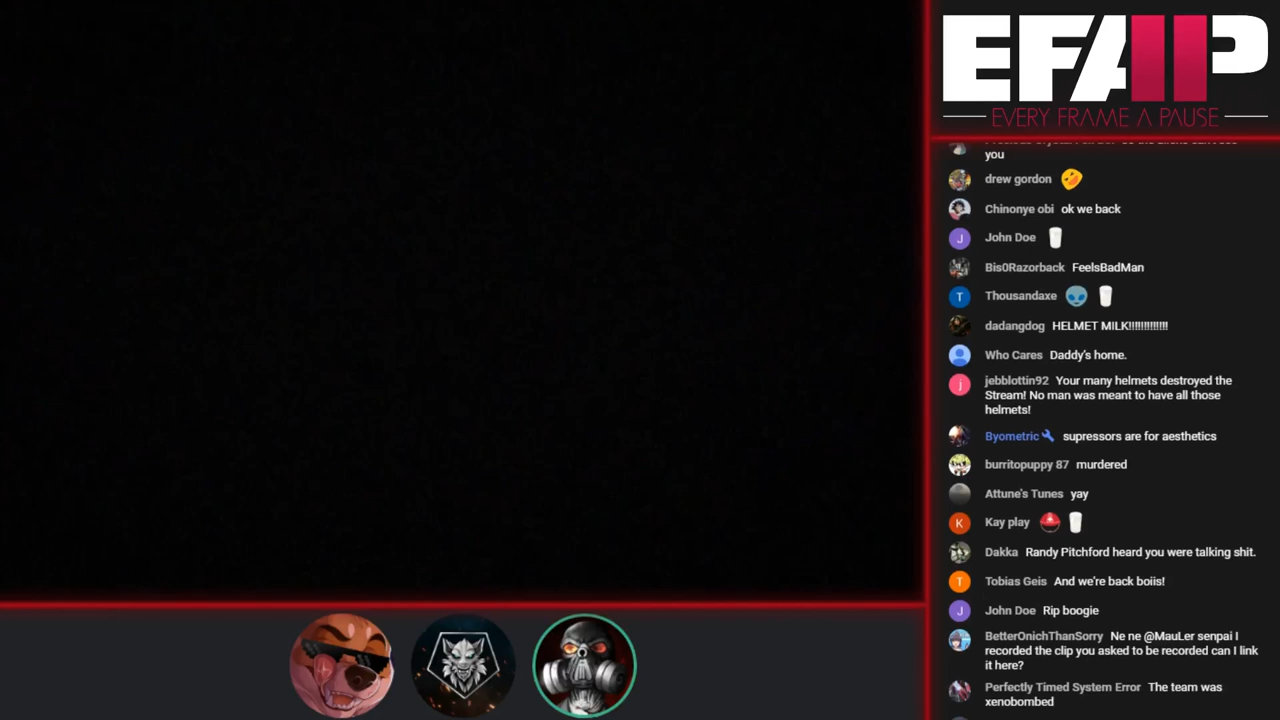 EFAP
EVERY FRAME A PAUSE
you
drew gordon
Chinonye obi ok we back
J John Doe
Bis0Razorback FeelsBadMan
T Thousandaxe
dadangdog HELMET MILK!!!!!!!!!!!!!
Who Cares Daddy's home.
j jebblottin92 Your many helmets destroyed the
Stream! No man was meant to have all those
helmets!
Byometric supressors are for aesthetics
burritopuppy 87 murdered
Attune's Tunes yay
K Kay play
Dakka Randy Pitchford heard you were talking shit.
T Tobias Geis And we're back boiis!
J John Doe Rip boogie
BetterOnichThanSorry Ne ne @MauLer senpai I
recorded the clip you asked to be recorded can I link
it here?
Perfectly Timed System Error The team was
xenobombed